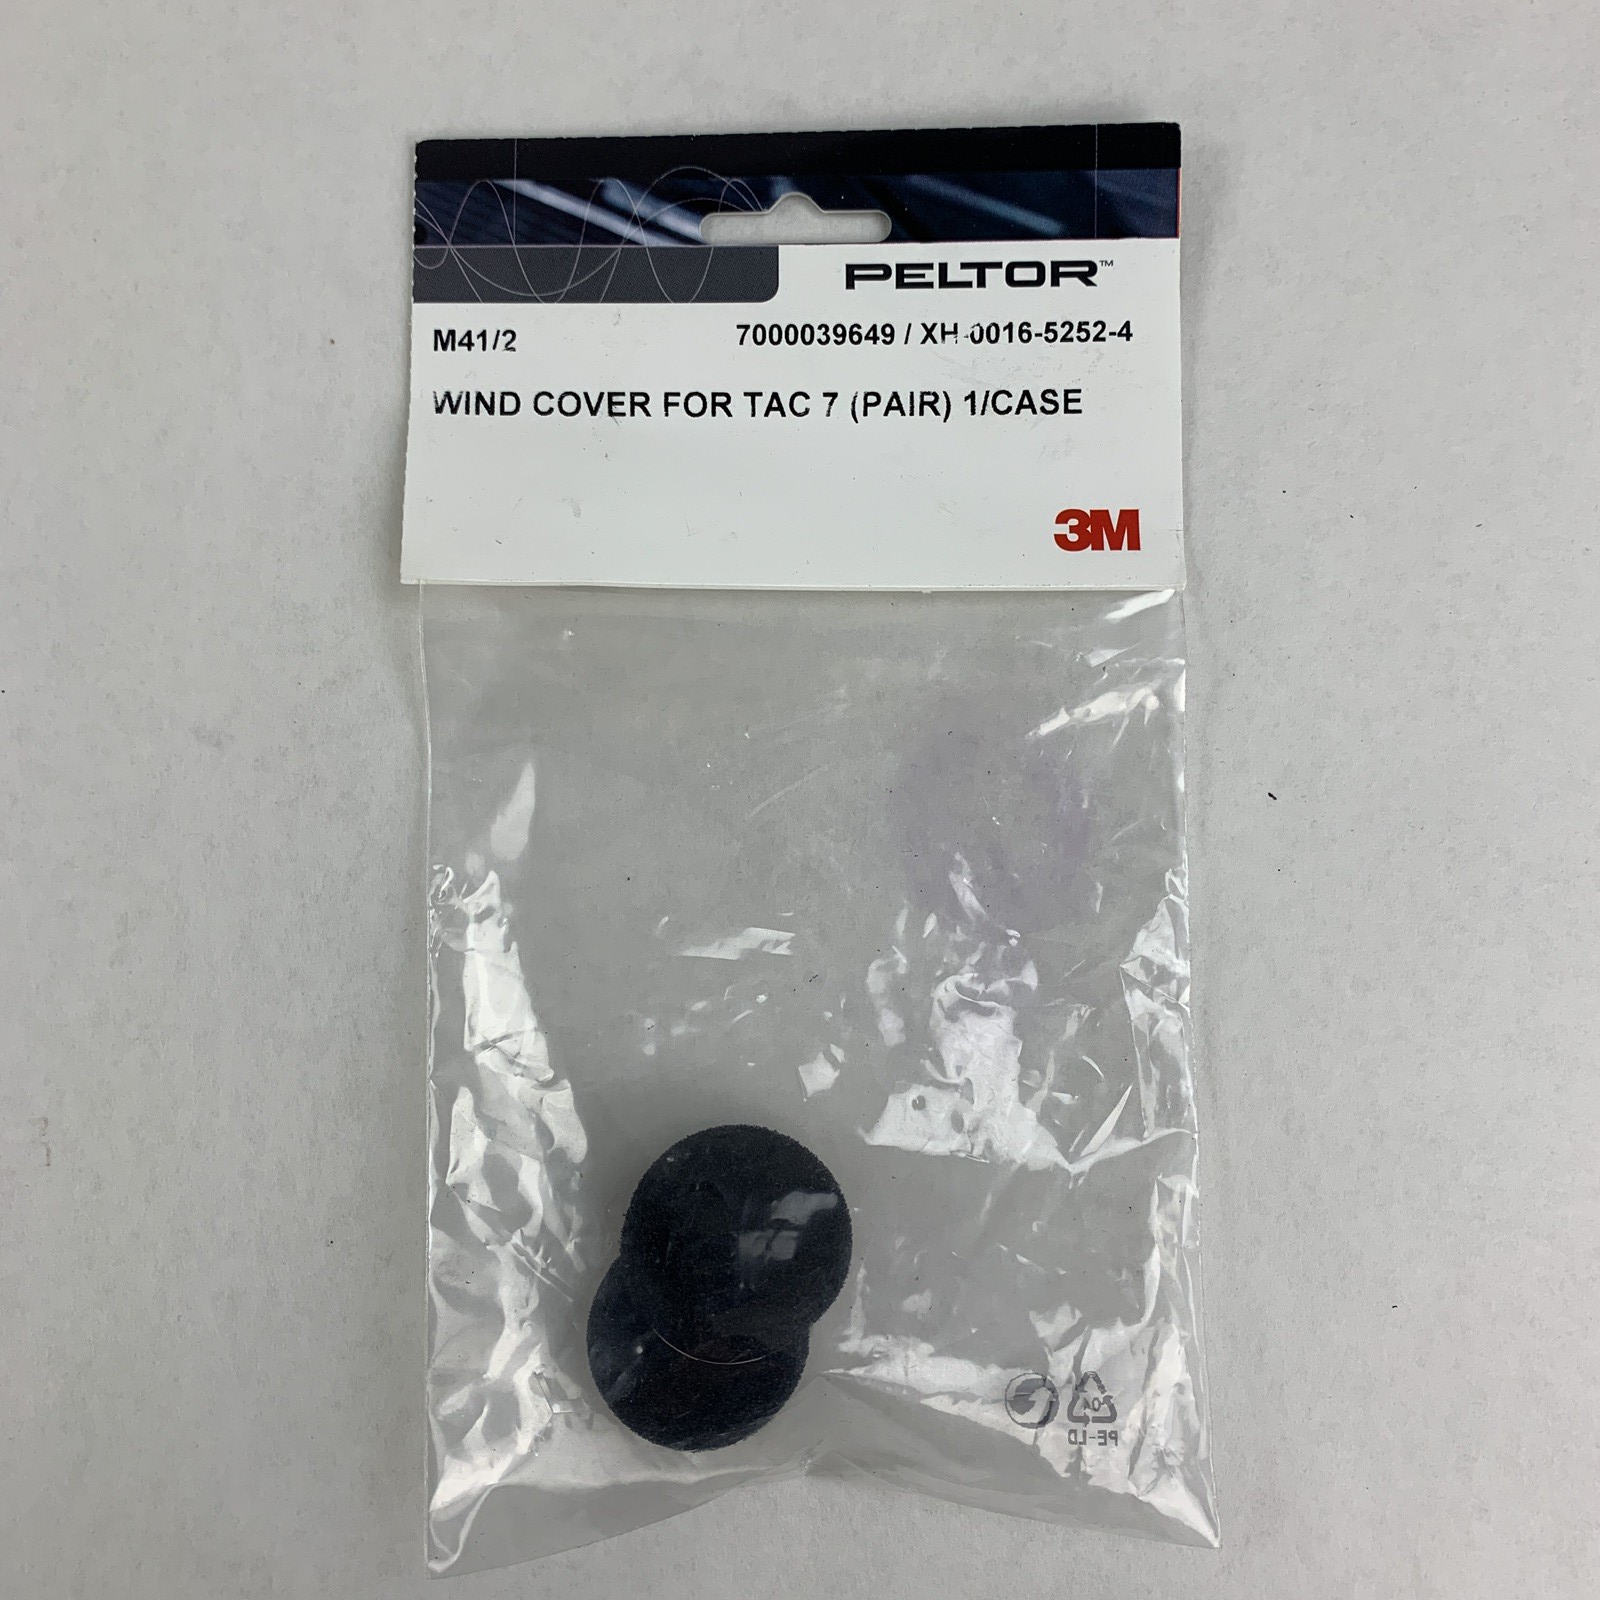 PELTOR™
M41/2 7000039649 / XH-0016-5252-4
WIND COVER FOR TAC 7 (PAIR) 1/CASE
3M
04
PE-LD